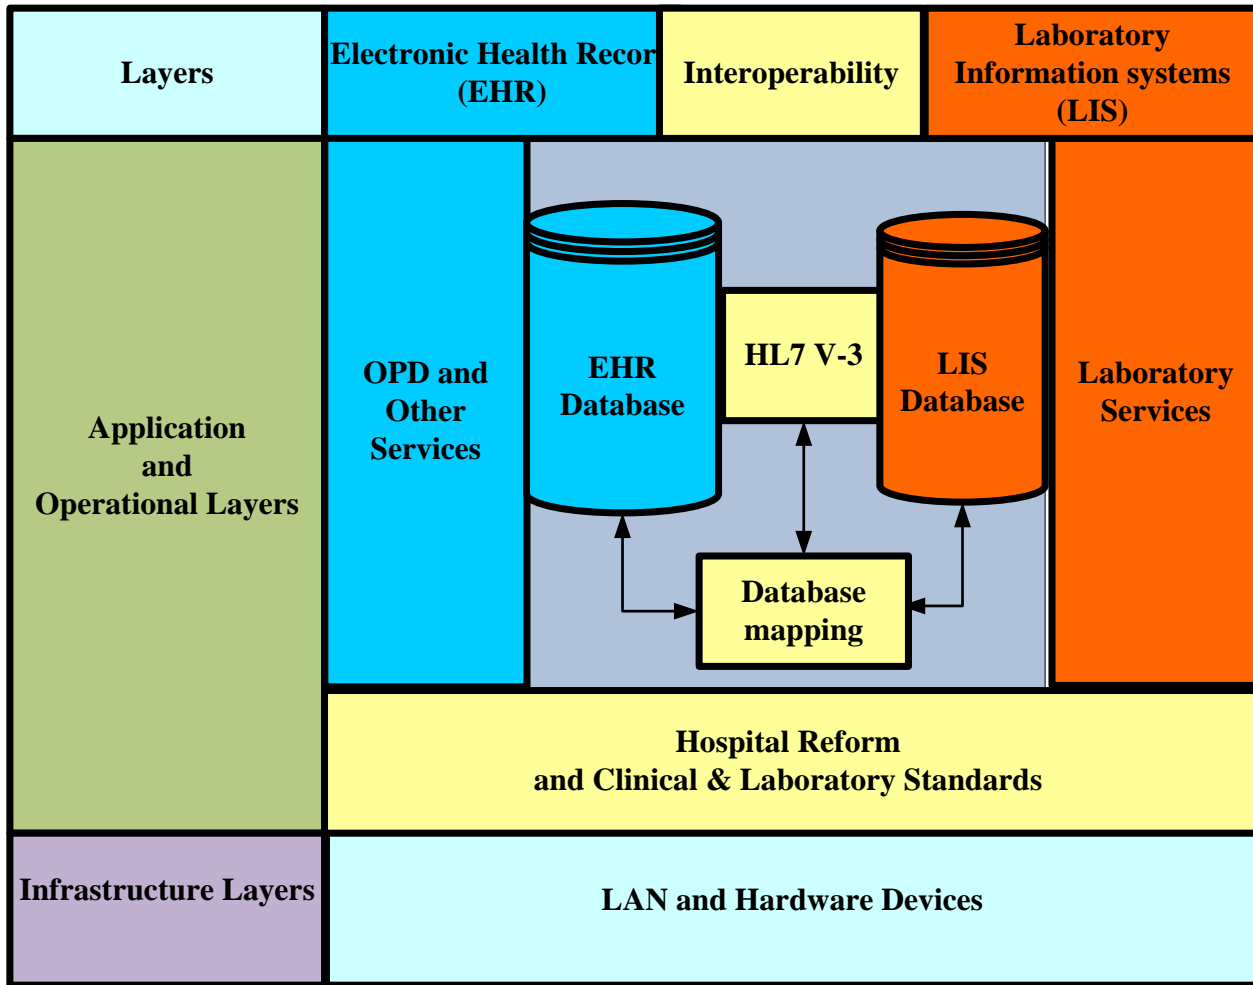 Layers
Electronic Health Recor
(EHR)
Interoperability
Laboratory
Information systems
(LIS)
Application
and
Operational Layers
OPD and
Other
Services
EHR
Database
HL7 V-3
LIS
Database
Laboratory
Services
Database
mapping
Hospital Reform
and Clinical & Laboratory Standards
Infrastructure Layers
LAN and Hardware Devices